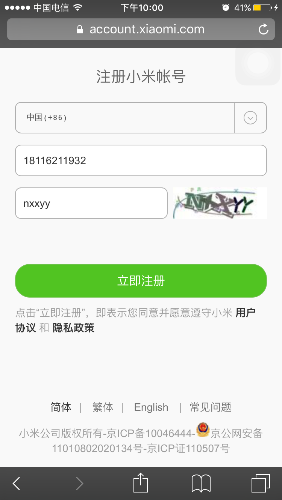 中国电信 下午10:00 41%
account.xiaomi.com
注册小米帐号
中国(+86)
18116211932
nxxyy
NXXYY
立即注册
点击“立即注册”，即表示您同意并愿意遵守小米 用户
协议 和 隐私政策
简体 | 繁体 | English | 常见问题
小米公司版权所有-京ICP备10046444-京公网安备
11010802020134号-京ICP证110507号